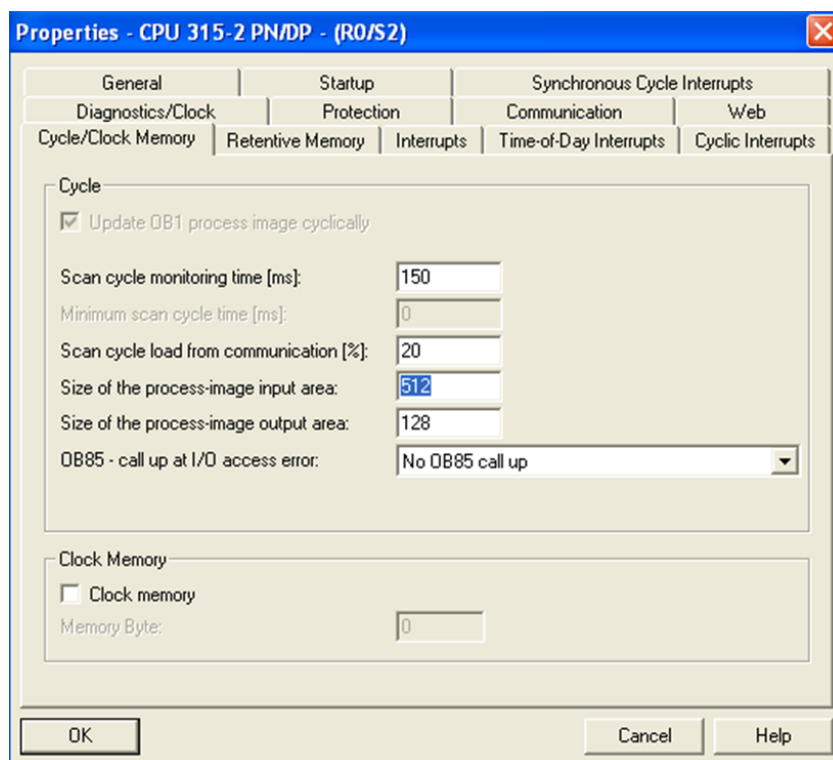 Properties - CPU 315-2 PN/DP - (R0/S2)
General Startup Synchronous Cycle Interrupts
Diagnostics/Clock Protection Communication Web
Cycle/Clock Memory Retentive Memory Interrupts Time-of-Day Interrupts Cyclic Interrupts
Cycle
Update OB1 process image cyclically
Scan cycle monitoring time [ms]: 150
Minimum scan cycle time [ms]: 0
Scan cycle load from communication [%]: 20
Size of the process-image input area: 512
Size of the process-image output area: 128
OB85 - call up at I/O access error: No OB85 call up
Clock Memory
Clock memory
Memory Byte: 0
OK Cancel Help